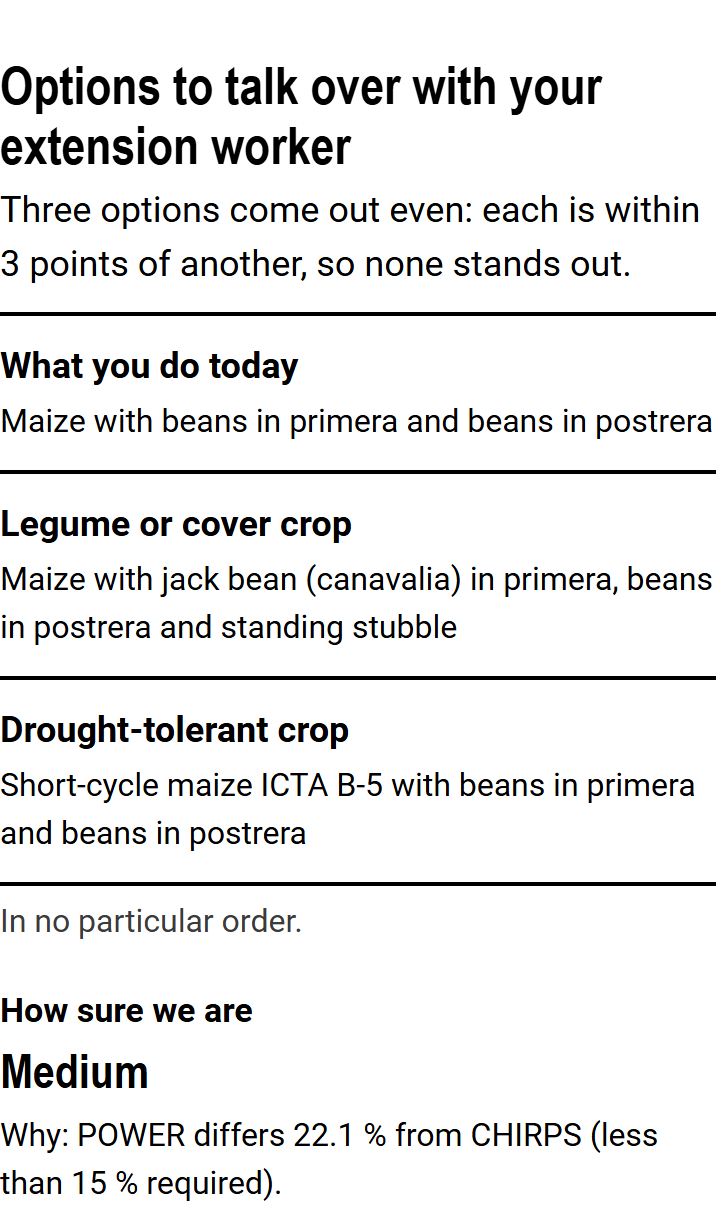 Options to talk over with your
extension worker
Three options come out even: each is within
3 points of another, so none stands out.
What you do today
Maize with beans in primera and beans in postrera
Legume or cover crop
Maize with jack bean (canavalia) in primera, beans
in postrera and standing stubble
Drought-tolerant crop
Short-cycle maize ICTA B-5 with beans in primera
and beans in postrera
In no particular order.
How sure we are
Medium
Why: POWER differs 22.1 % from CHIRPS (less
than 15 % required).